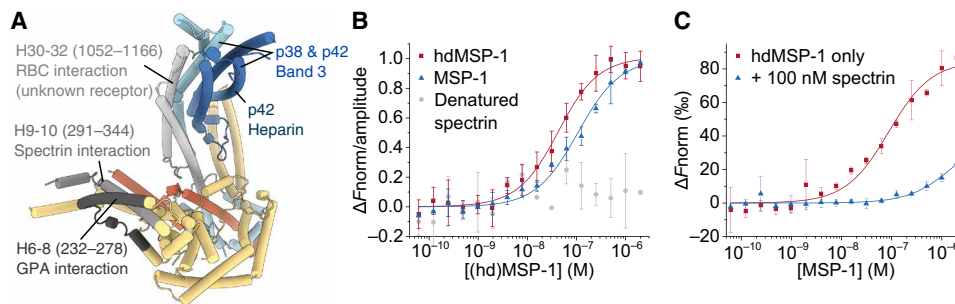 A
H30-32 (1052–1166)
RBC interaction
(unknown receptor)
p38 & p42
Band 3
p42
Heparin
H9-10 (291–344)
Spectrin interaction
H6-8 (232–278)
GPA interaction
B
hdMSP-1
MSP-1
Denatured
spectrin
ΔFnorm/amplitude
1.0
0.8
0.6
0.4
0.2
0.0
–0.2
10⁻¹⁰ 10⁻⁹ 10⁻⁸ 10⁻⁷ 10⁻⁶
[(hd)MSP-1] (M)
C
hdMSP-1 only
+ 100 nM spectrin
ΔFnorm (‰)
80
60
40
20
0
–20
10⁻¹⁰ 10⁻⁹ 10⁻⁸ 10⁻⁷ 10⁻⁶
[MSP-1] (M)